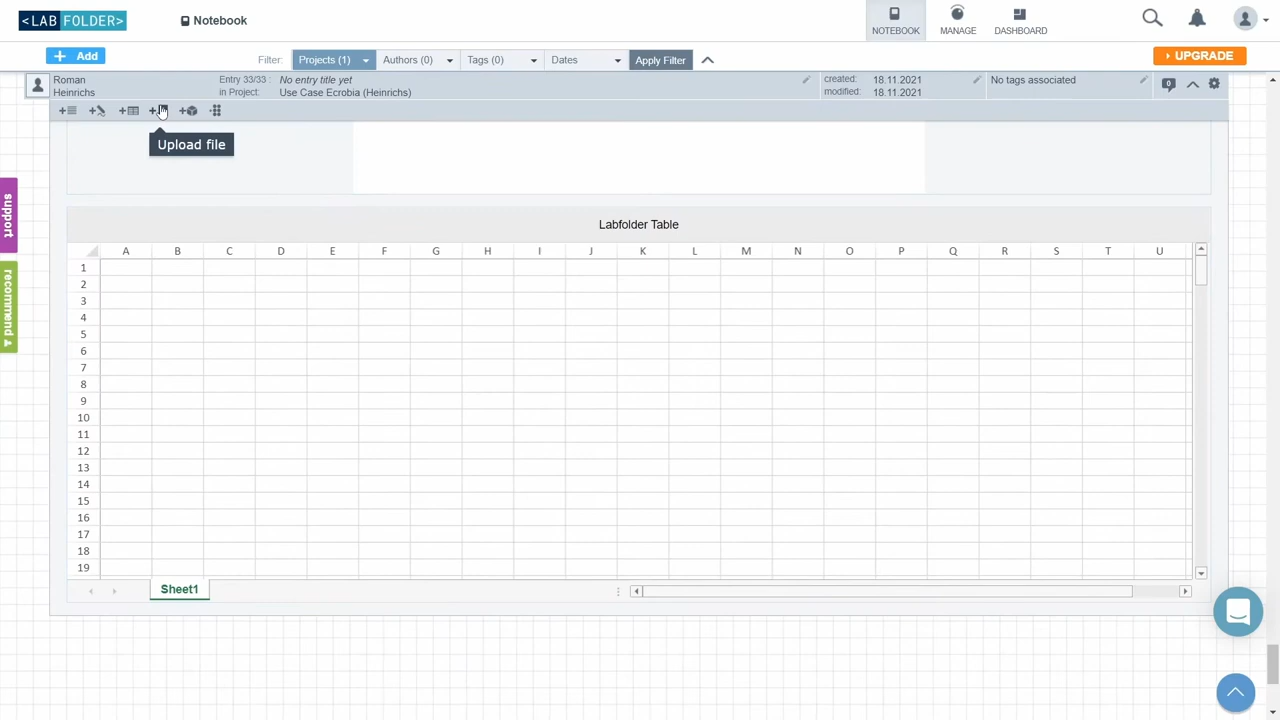 <LAB FOLDER>
Notebook
NOTEBOOK
MANAGE
DASHBOARD
+ Add
Filter:
Projects (1)
Authors (0)
Tags (0)
Dates
Apply Filter
UPGRADE
Roman
Heinrichs
Entry 33/33 :
No entry title yet
in Project:
Use Case Ecrobia (Heinrichs)
created:
18.11.2021
modified:
18.11.2021
No tags associated
0
Upload file
support
recommend
Labfolder Table
A B C D E F G H I J K L M N O P Q R S T U
1
2
3
4
5
6
7
8
9
10
11
12
13
14
15
16
17
18
19
Sheet1